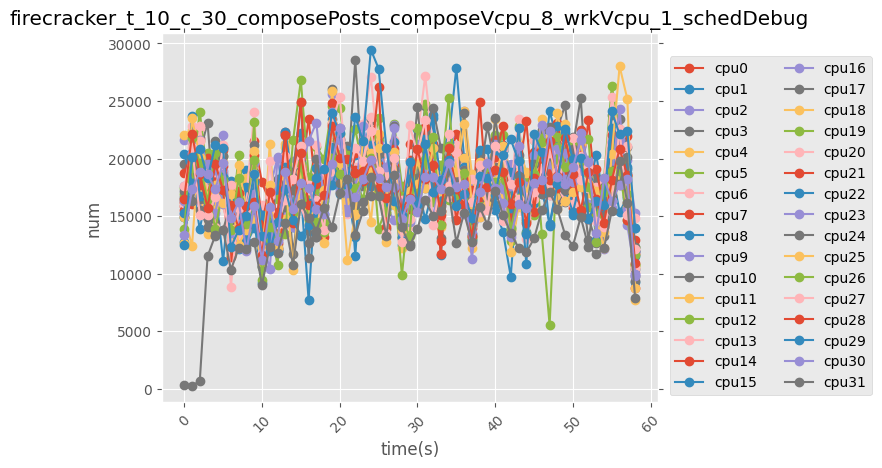 firecracker_t_10_c_30_composePosts_composeVcpu_8_wrkVcpu_1_schedDebug
30000
25000
20000
15000
10000
5000
0
num
0
10
20
30
40
50
60
time(s)
cpu0
cpu1
cpu2
cpu3
cpu4
cpu5
cpu6
cpu7
cpu8
cpu9
cpu10
cpu11
cpu12
cpu13
cpu14
cpu15
cpu16
cpu17
cpu18
cpu19
cpu20
cpu21
cpu22
cpu23
cpu24
cpu25
cpu26
cpu27
cpu28
cpu29
cpu30
cpu31